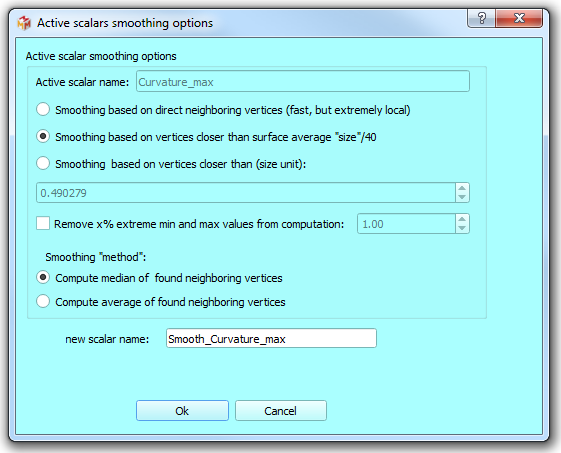 Active scalars smoothing options
Active scalar smoothing options
Active scalar name: Curvature_max
Smoothing based on direct neighboring vertices (fast, but extremely local)
Smoothing based on vertices closer than surface average "size"/40
Smoothing based on vertices closer than (size unit):
0.490279
Remove x% extreme min and max values from computation: 1.00
Smoothing "method":
Compute median of found neighboring vertices
Compute average of found neighboring vertices
new scalar name: Smooth_Curvature_max
Ok Cancel